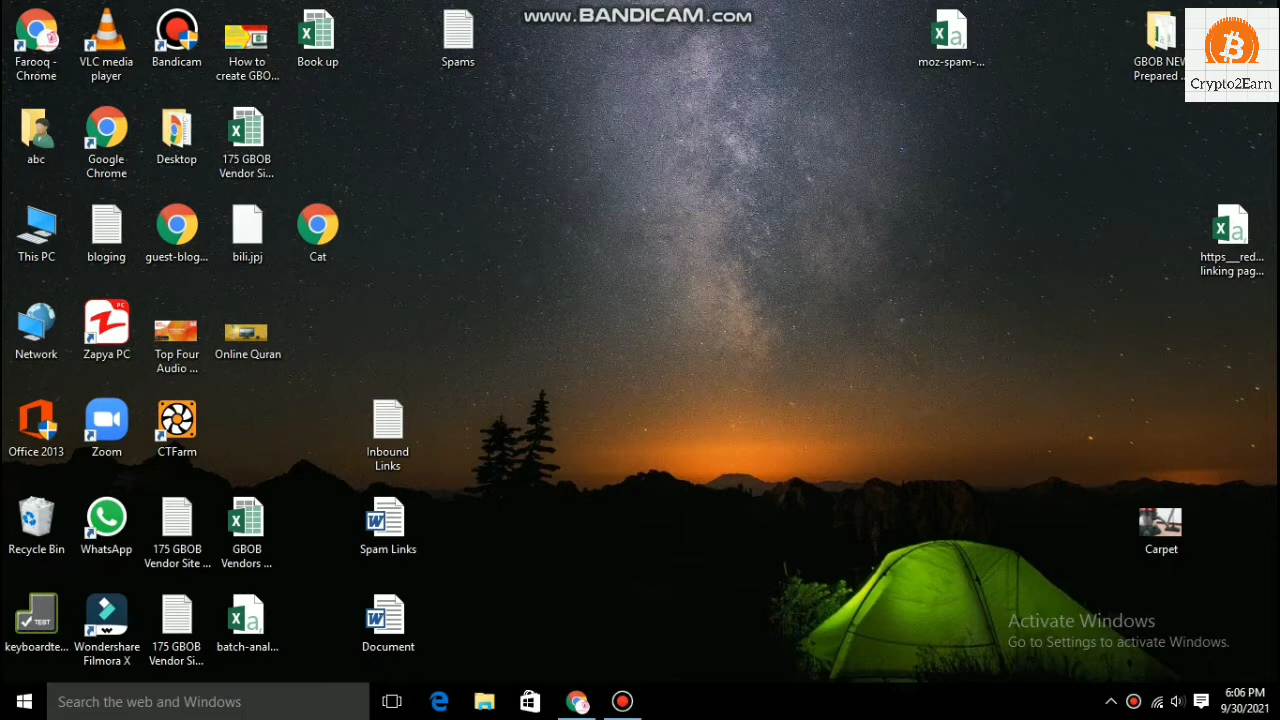 www.BANDICAM.com
Farooq -
Chrome
VLC media
player
Bandicam
How to
create GBO...
Book up
Spams
moz-spam-...
GBOB NEW
Prepared ...
Crypto2Earn
abc
Google
Chrome
Desktop
175 GBOB
Vendor Si...
This PC
bloging
guest-blog...
bili.jpj
Cat
https__red...
linking pag...
Network
Zapya PC
Top Four
Audio ...
Online Quran
Office 2013
Zoom
CTFarm
Inbound
Links
Recycle Bin
WhatsApp
175 GBOB
Vendor Site ...
GBOB
Vendors ...
Spam Links
Carpet
TEST
keyboardte...
Wondershare
Filmora X
175 GBOB
Vendor Si...
batch-anal...
Document
Activate Windows
Go to Settings to activate Windows.
Search the web and Windows
6:06 PM
9/30/2021